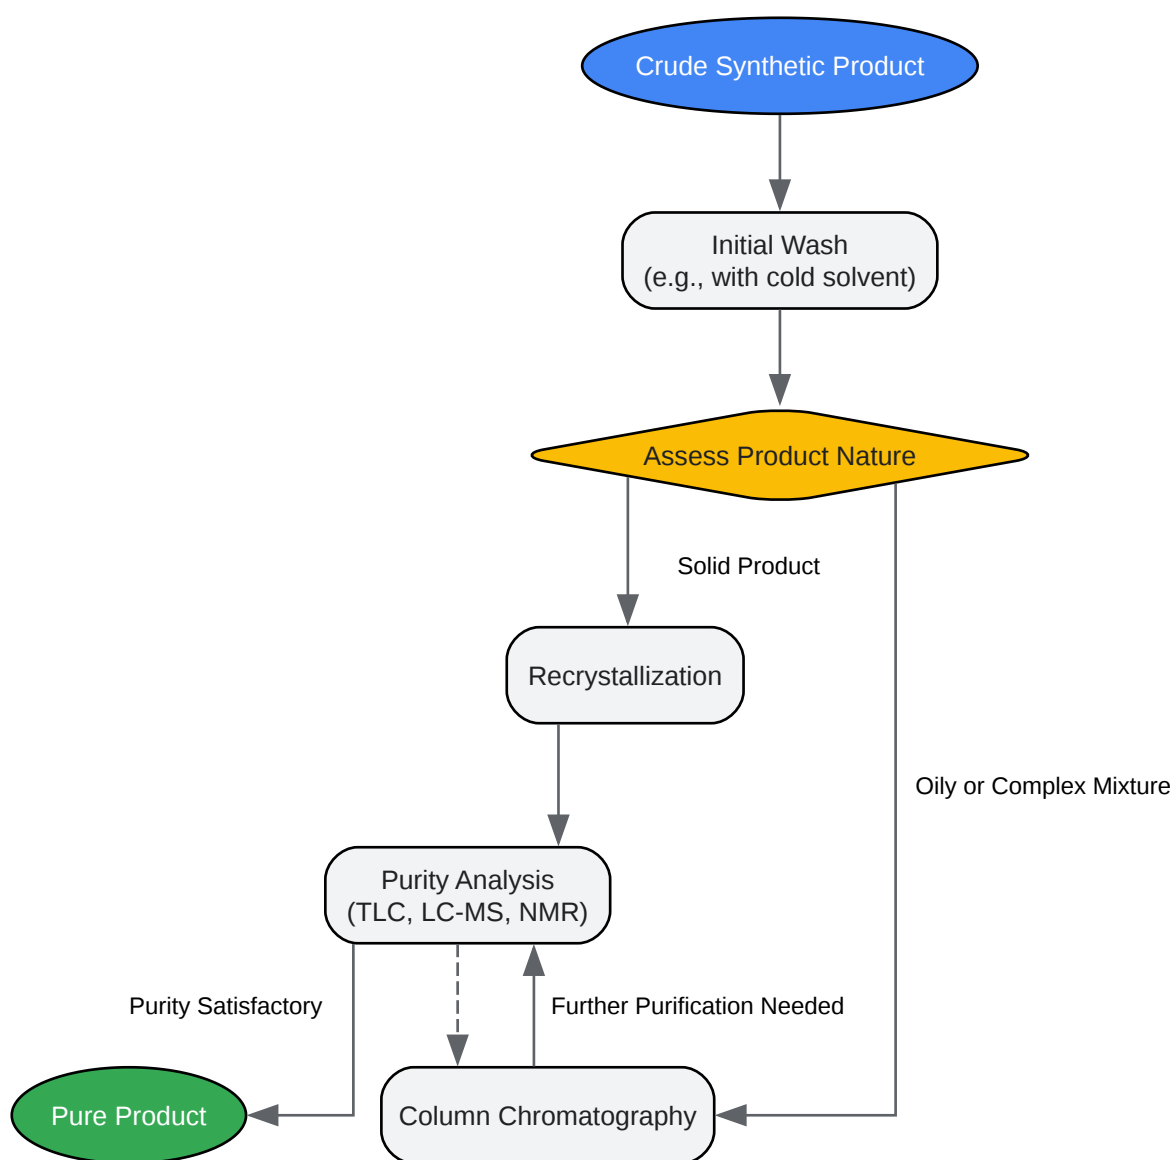 Crude Synthetic Product
Initial Wash
(e.g., with cold solvent)
Assess Product Nature
Solid Product
Recrystallization
Oily or Complex Mixture
Purity Analysis
(TLC, LC-MS, NMR)
Purity Satisfactory
Further Purification Needed
Pure Product
Column Chromatography